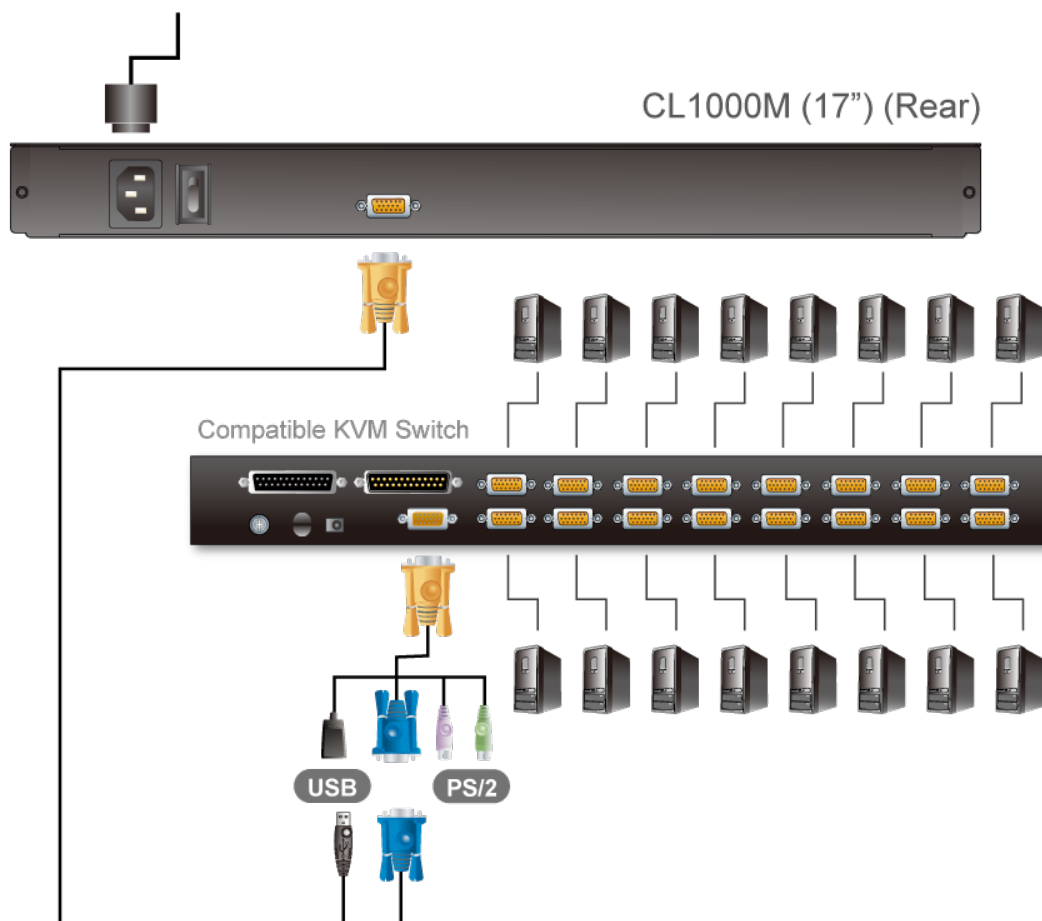 CL1000M (17”) (Rear)
Compatible KVM Switch
USB
PS/2